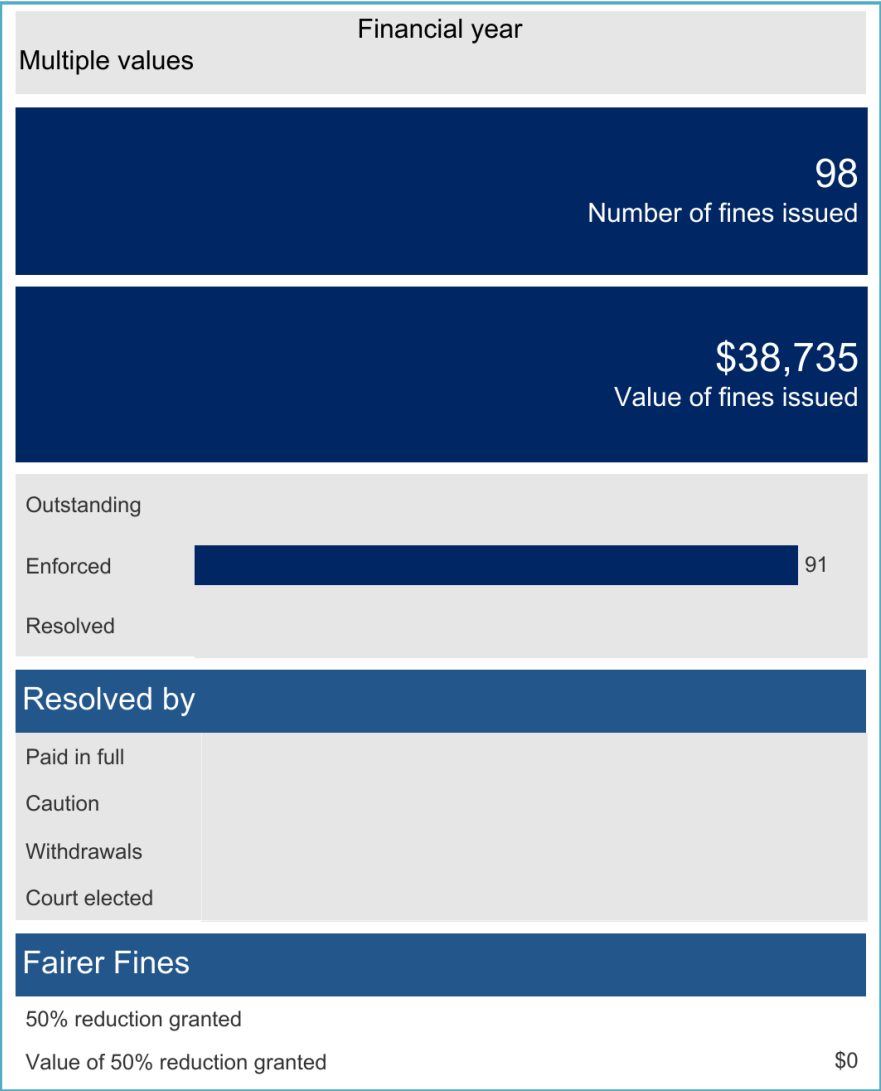 Financial year
Multiple values
98
Number of fines issued
$38,735
Value of fines issued
Outstanding
Enforced 91
Resolved
Resolved by
Paid in full
Caution
Withdrawals
Court elected
Fairer Fines
50% reduction granted
Value of 50% reduction granted $0